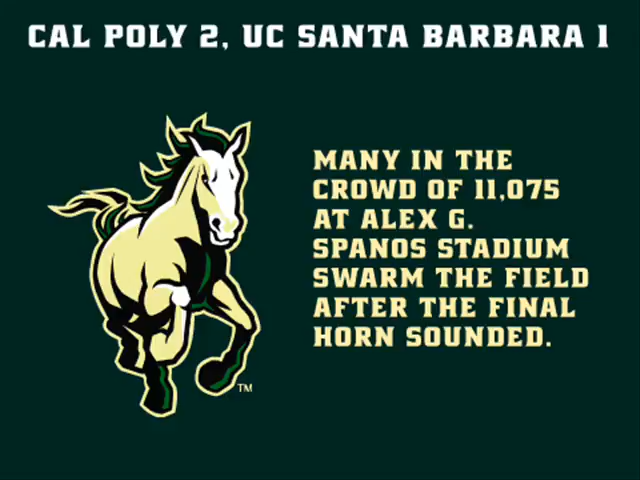 CAL POLY 2, UC SANTA BARBARA 1
MANY IN THE
CROWD OF 11,075
AT ALEX G.
SPANOS STADIUM
SWARM THE FIELD
AFTER THE FINAL
HORN SOUNDED.
TM